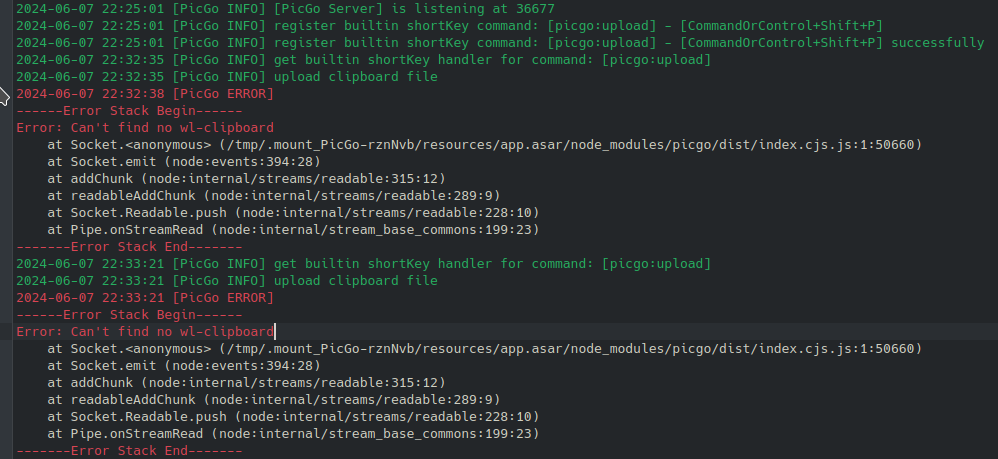 2024-06-07 22:25:01 [PicGo INFO] [PicGo Server] is listening at 36677
2024-06-07 22:25:01 [PicGo INFO] register builtin shortKey command: [picgo:upload] - [CommandOrControl+Shift+P]
2024-06-07 22:25:01 [PicGo INFO] register builtin shortKey command: [picgo:upload] - [CommandOrControl+Shift+P] successfully
2024-06-07 22:32:35 [PicGo INFO] get builtin shortKey handler for command: [picgo:upload]
2024-06-07 22:32:35 [PicGo INFO] upload clipboard file
2024-06-07 22:32:38 [PicGo ERROR]
------Error Stack Begin------
Error: Can't find no wl-clipboard
    at Socket.<anonymous> (/tmp/.mount_PicGo-rznNvb/resources/app.asar/node_modules/picgo/dist/index.cjs.js:1:50660)
    at Socket.emit (node:events:394:28)
    at addChunk (node:internal/streams/readable:315:12)
    at readableAddChunk (node:internal/streams/readable:289:9)
    at Socket.Readable.push (node:internal/streams/readable:228:10)
    at Pipe.onStreamRead (node:internal/stream_base_commons:199:23)
-------Error Stack End-------
2024-06-07 22:33:21 [PicGo INFO] get builtin shortKey handler for command: [picgo:upload]
2024-06-07 22:33:21 [PicGo INFO] upload clipboard file
2024-06-07 22:33:21 [PicGo ERROR]
------Error Stack Begin------
Error: Can't find no wl-clipboard
    at Socket.<anonymous> (/tmp/.mount_PicGo-rznNvb/resources/app.asar/node_modules/picgo/dist/index.cjs.js:1:50660)
    at Socket.emit (node:events:394:28)
    at addChunk (node:internal/streams/readable:315:12)
    at readableAddChunk (node:internal/streams/readable:289:9)
    at Socket.Readable.push (node:internal/streams/readable:228:10)
    at Pipe.onStreamRead (node:internal/stream_base_commons:199:23)
-------Error Stack End-------